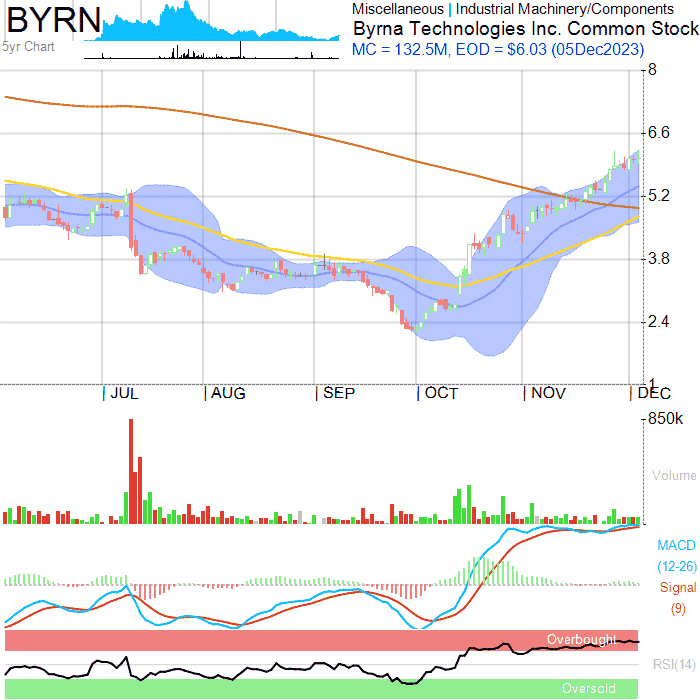 BYRN
5yr Chart
Miscellaneous | Industrial Machinery/Components
Byrna Technologies Inc. Common Stock
MC = 132.5M, EOD = $6.03 (05Dec2023)
8
6.6
5.2
3.8
2.4
1
JUL AUG SEP OCT NOV DEC
850k
Volume
MACD
(12-26)
Signal
(9)
Overbought
RSI(14)
Oversold